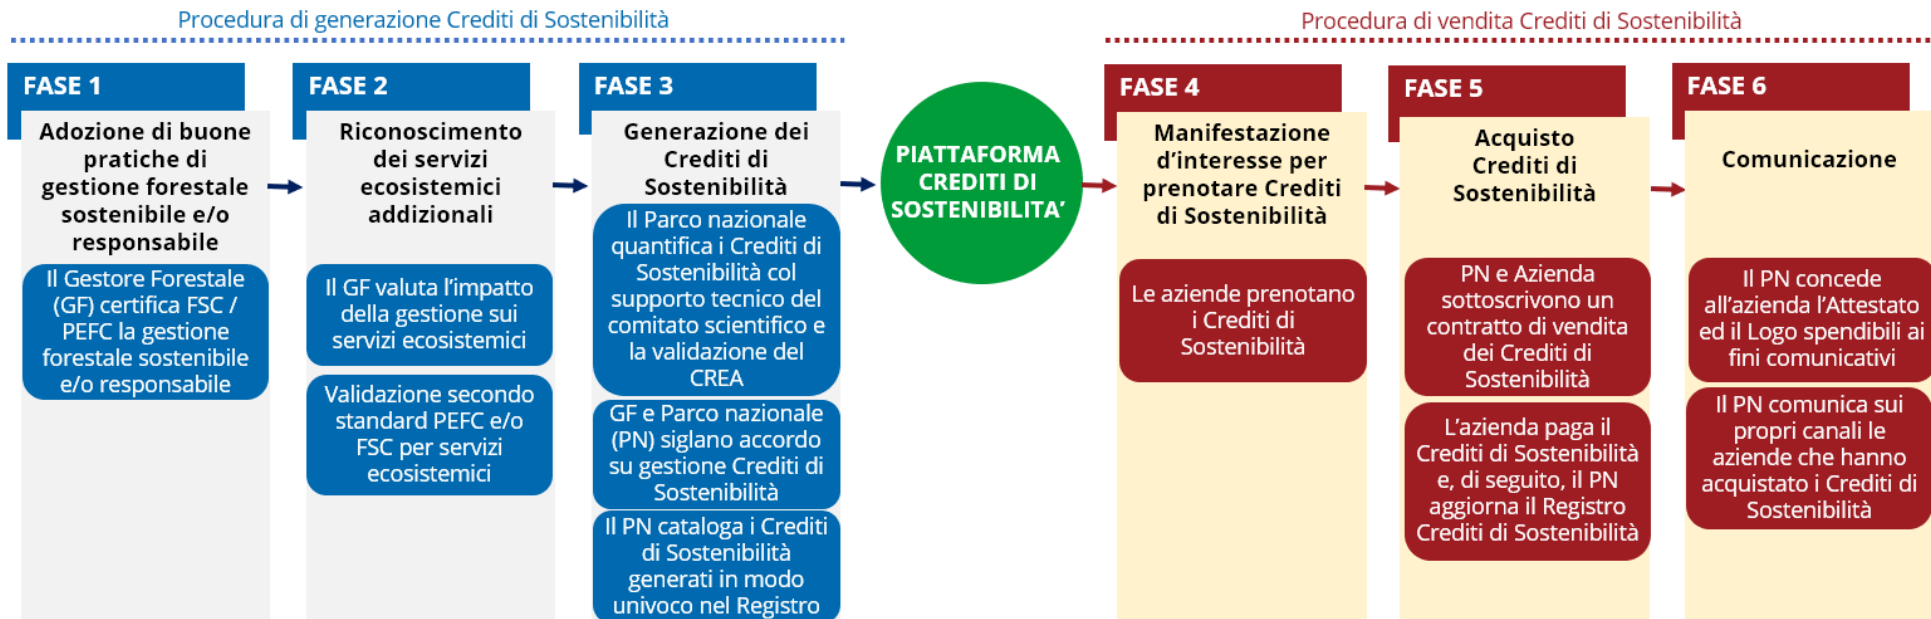 Procedura di generazione Crediti di Sostenibilità
Procedura di vendita Crediti di Sostenibilità
FASE 1
Adozione di buone
pratiche di
gestione forestale
sostenibile e/o
responsabile
Il Gestore Forestale
(GF) certifica FSC /
PEFC la gestione
forestale sostenibile
e/o responsabile
FASE 2
Riconoscimento
dei servizi
ecosistemici
addizionali
Il GF valuta l'impatto
della gestione sui
servizi ecosistemici
Validazione secondo
standard PEFC e/o
FSC per servizi
ecosistemici
FASE 3
Generazione dei
Crediti di
Sostenibilità
Il Parco nazionale
quantifica i Crediti di
Sostenibilità col
supporto tecnico del
comitato scientifico e
la validazione del
CREA
GF e Parco nazionale
(PN) siglano accordo
su gestione Crediti di
Sostenibilità
Il PN cataloga i Crediti
di Sostenibilità
generati in modo
univoco nel Registro
PIATTAFORMA
CREDITI DI
SOSTENIBILITA'
FASE 4
Manifestazione
d'interesse per
prenotare Crediti
di Sostenibilità
Le aziende prenotano
i Crediti di
Sostenibilità
FASE 5
Acquisto
Crediti di
Sostenibilità
PN e Azienda
sottoscrivono un
contratto di vendita
dei Crediti di
Sostenibilità
L'azienda paga il
Crediti di Sostenibilità
e, di seguito, il PN
aggiorna il Registro
Crediti di Sostenibilità
FASE 6
Comunicazione
Il PN concede
all'azienda l'Attestato
ed il Logo spendibili ai
fini comunicativi
Il PN comunica sui
propri canali le
aziende che hanno
acquistato i Crediti di
Sostenibilità